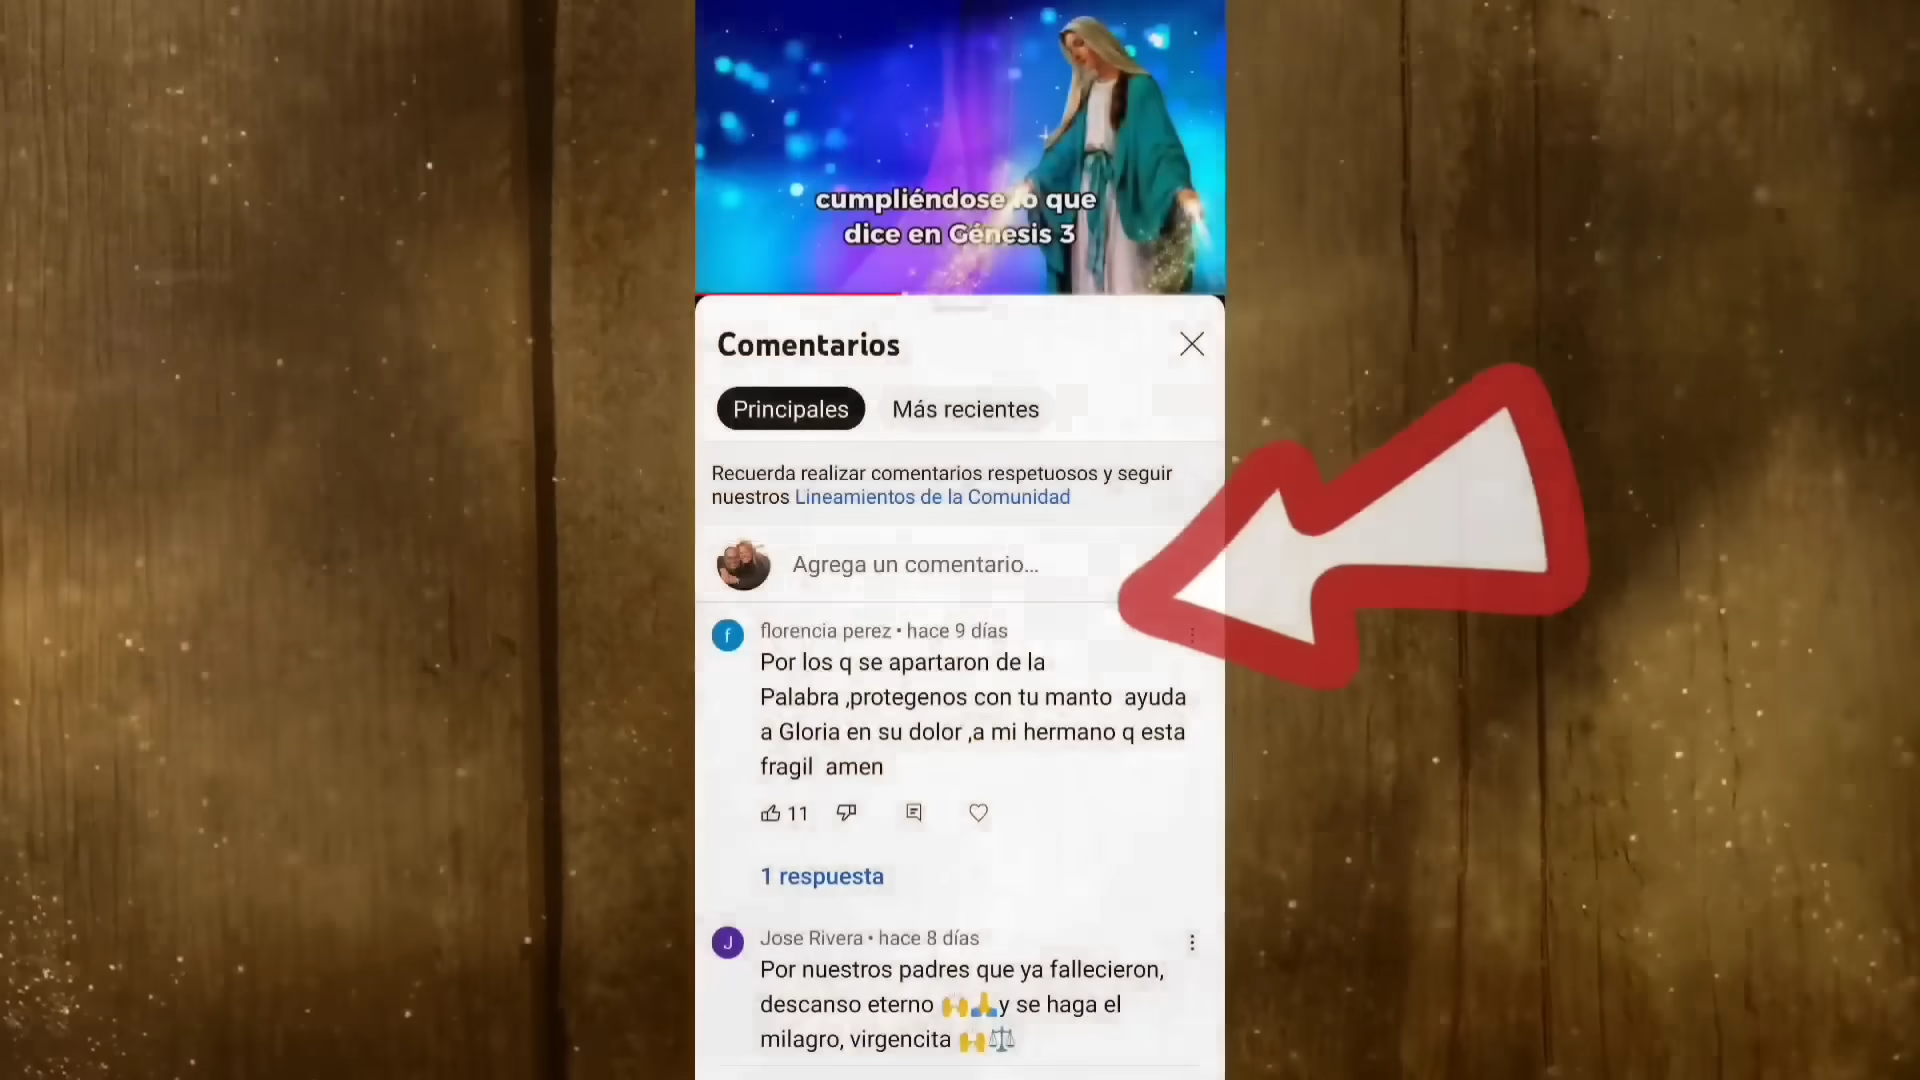 cumpliéndose lo que
dice en Génesis 3
Comentarios
Principales
Más recientes
Recuerda realizar comentarios respetuosos y seguir
nuestros Lineamientos de la Comunidad
Agrega un comentario...
f
florencia perez • hace 9 días
Por los q se apartaron de la
Palabra ,protegenos con tu manto ayuda
a Gloria en su dolor ,a mi hermano q esta
fragil amen
11
1 respuesta
J
Jose Rivera • hace 8 días
Por nuestros padres que ya fallecieron,
descanso eterno 🙌🙏y se haga el
milagro, virgencita 🙌⚖️